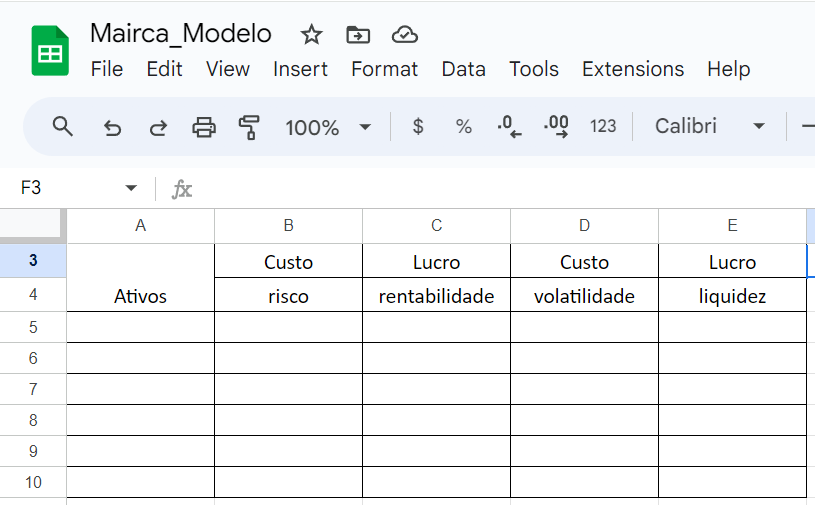 Mairca_Modelo
File Edit View Insert Format Data Tools Extensions Help
100% $ % .0 .00 123 Calibri
F3 fx
A B C D E
3 Custo Lucro Custo Lucro
4 Ativos risco rentabilidade volatilidade liquidez
5
6
7
8
9
10